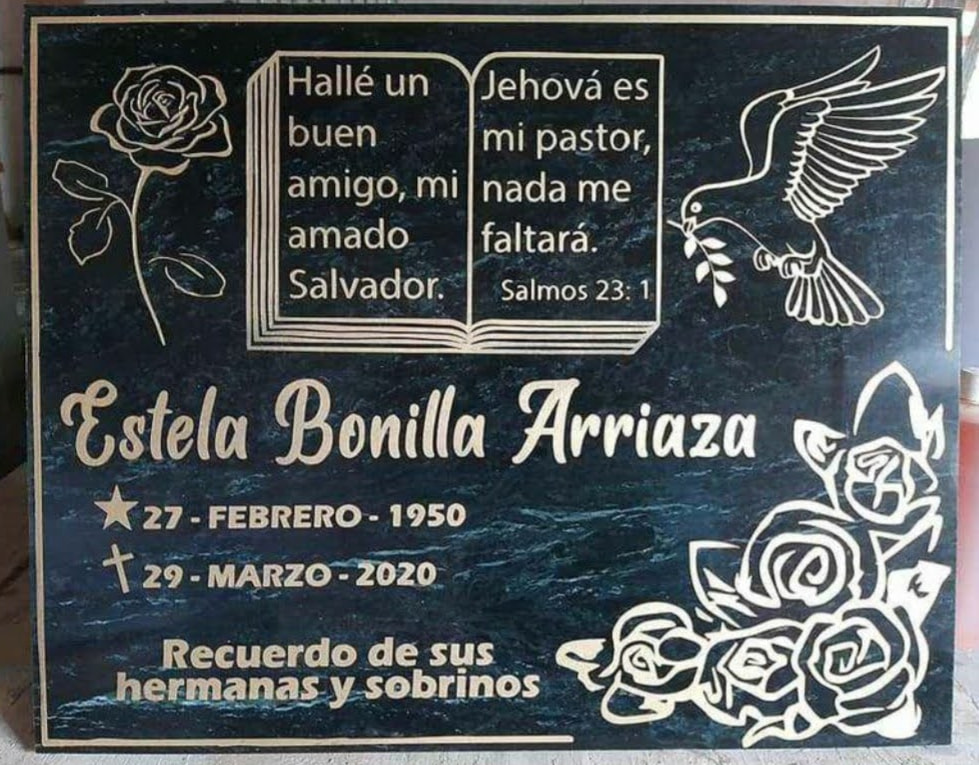 Hallé un
buen
amigo, mi
amado
Salvador.
Jehová es
mi pastor,
nada me
faltará.
Salmos 23: 1
Estela Bonilla Arriaza
27 - FEBRERO - 1950
29 - MARZO - 2020
Recuerdo de sus
hermanas y sobrinos